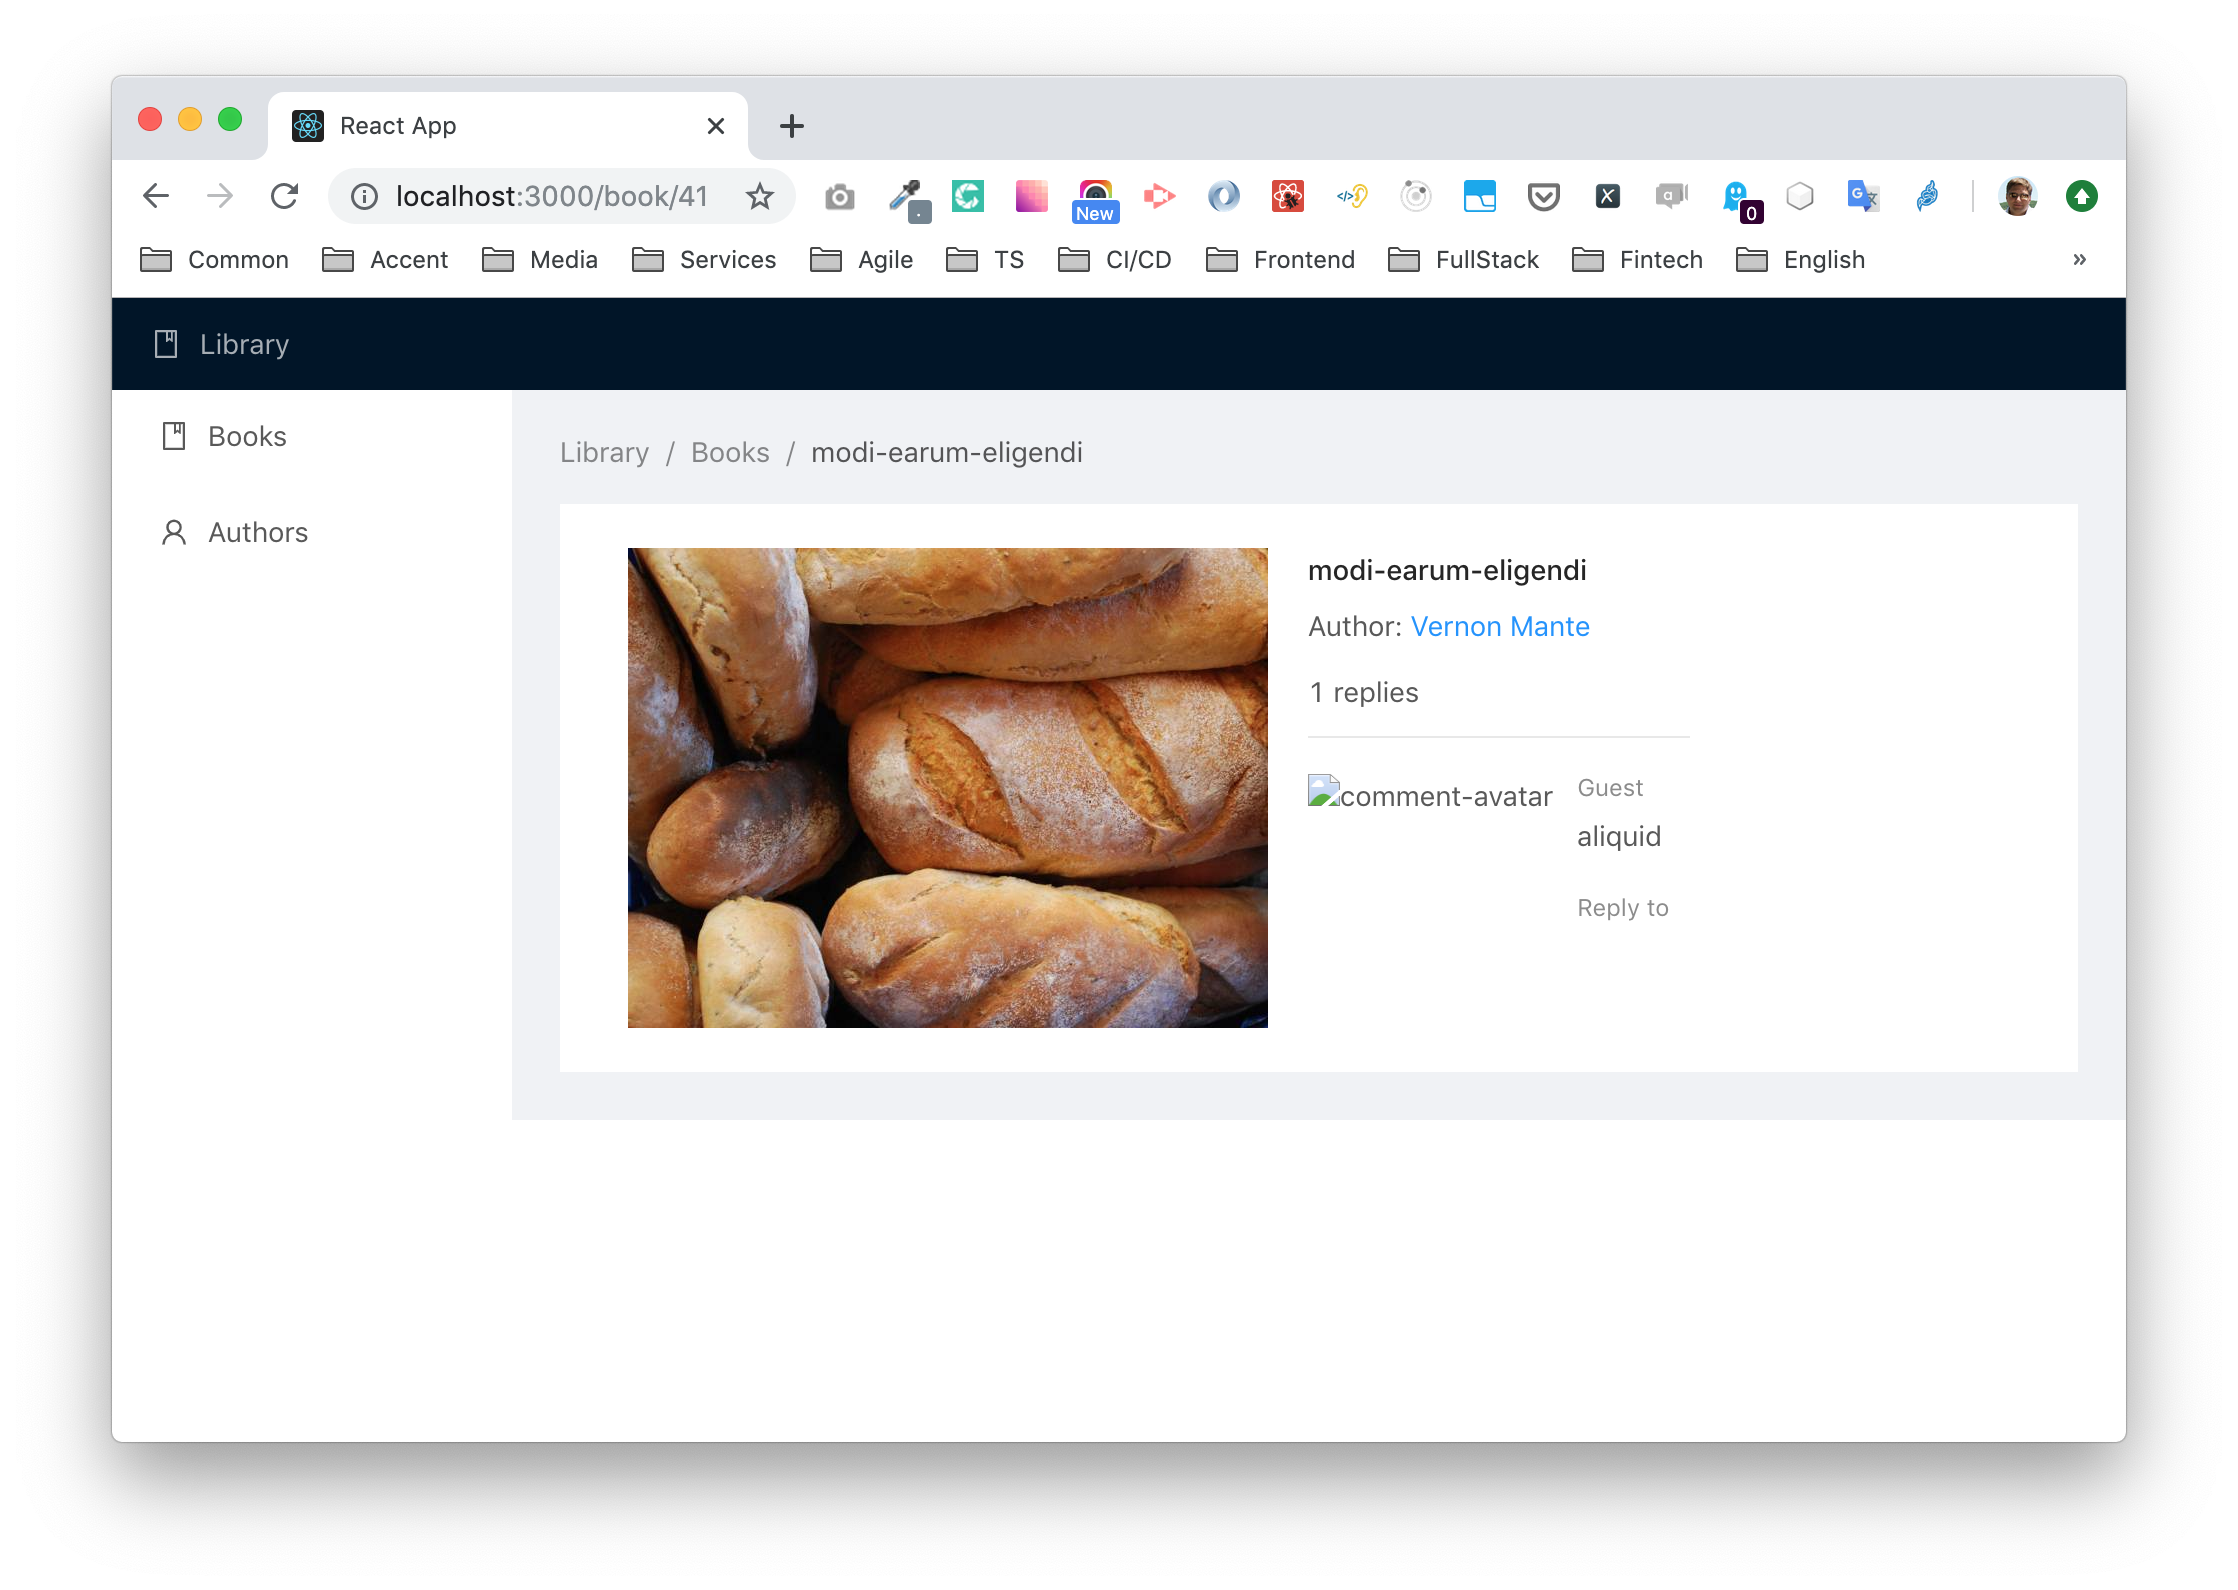 React App
localhost:3000/book/41
New
0
Common Accent Media Services Agile TS CI/CD Frontend FullStack Fintech English »
Library
Books
Authors
Library / Books / modi-earum-eligendi
modi-earum-eligendi
Author: Vernon Mante
1 replies
comment-avatar
Guest
aliquid
Reply to